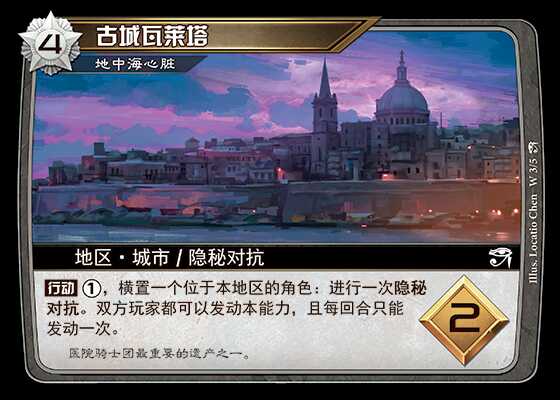 4
古城瓦莱塔
地中海心脏
Illus. Locatio Chen W 3/5
地区·城市 / 隐秘对抗
行动 ①，横置一个位于本地区的角色：进行一次隐秘
对抗。双方玩家都可以发动本能力，且每回合只能
发动一次。
2
医院骑士团最重要的遗产之一。